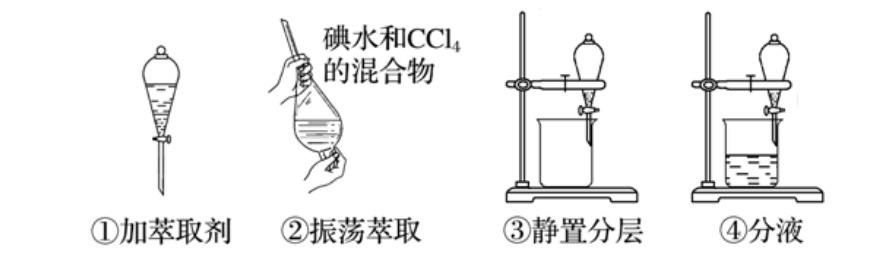 碘水和CCl₄
的混合物
①加萃取剂
②振荡萃取
③静置分层
④分液